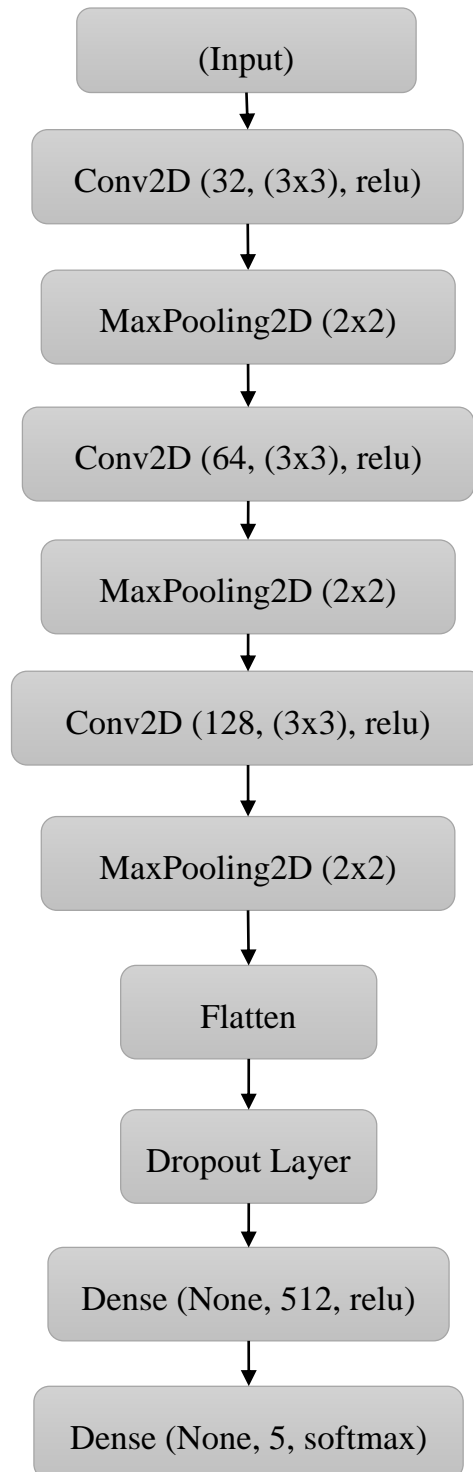 (Input)
Conv2D (32, (3x3), relu)
MaxPooling2D (2x2)
Conv2D (64, (3x3), relu)
MaxPooling2D (2x2)
Conv2D (128, (3x3), relu)
MaxPooling2D (2x2)
Flatten
Dropout Layer
Dense (None, 512, relu)
Dense (None, 5, softmax)